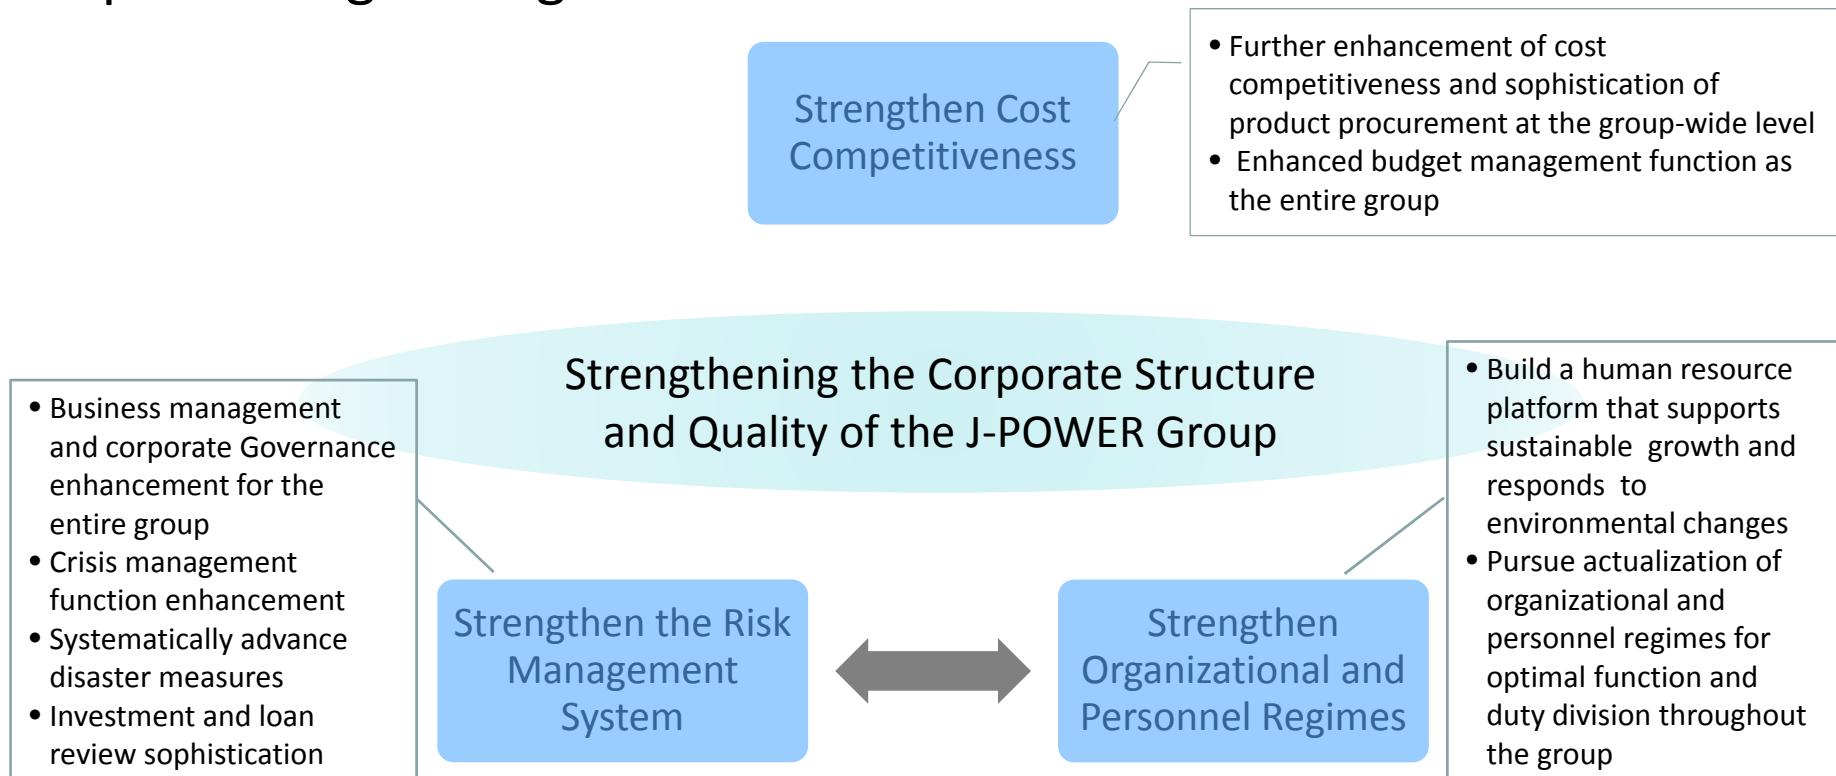 Strengthen Cost
Competitiveness
• Further enhancement of cost
competitiveness and sophistication of
product procurement at the group-wide level
• Enhanced budget management function as
the entire group
Strengthening the Corporate Structure
and Quality of the J-POWER Group
• Business management
and corporate Governance
enhancement for the
entire group
• Crisis management
function enhancement
• Systematically advance
disaster measures
• Investment and loan
review sophistication
Strengthen the Risk
Management
System
Strengthen
Organizational and
Personnel Regimes
• Build a human resource
platform that supports
sustainable growth and
responds to
environmental changes
• Pursue actualization of
organizational and
personnel regimes for
optimal function and
duty division throughout
the group